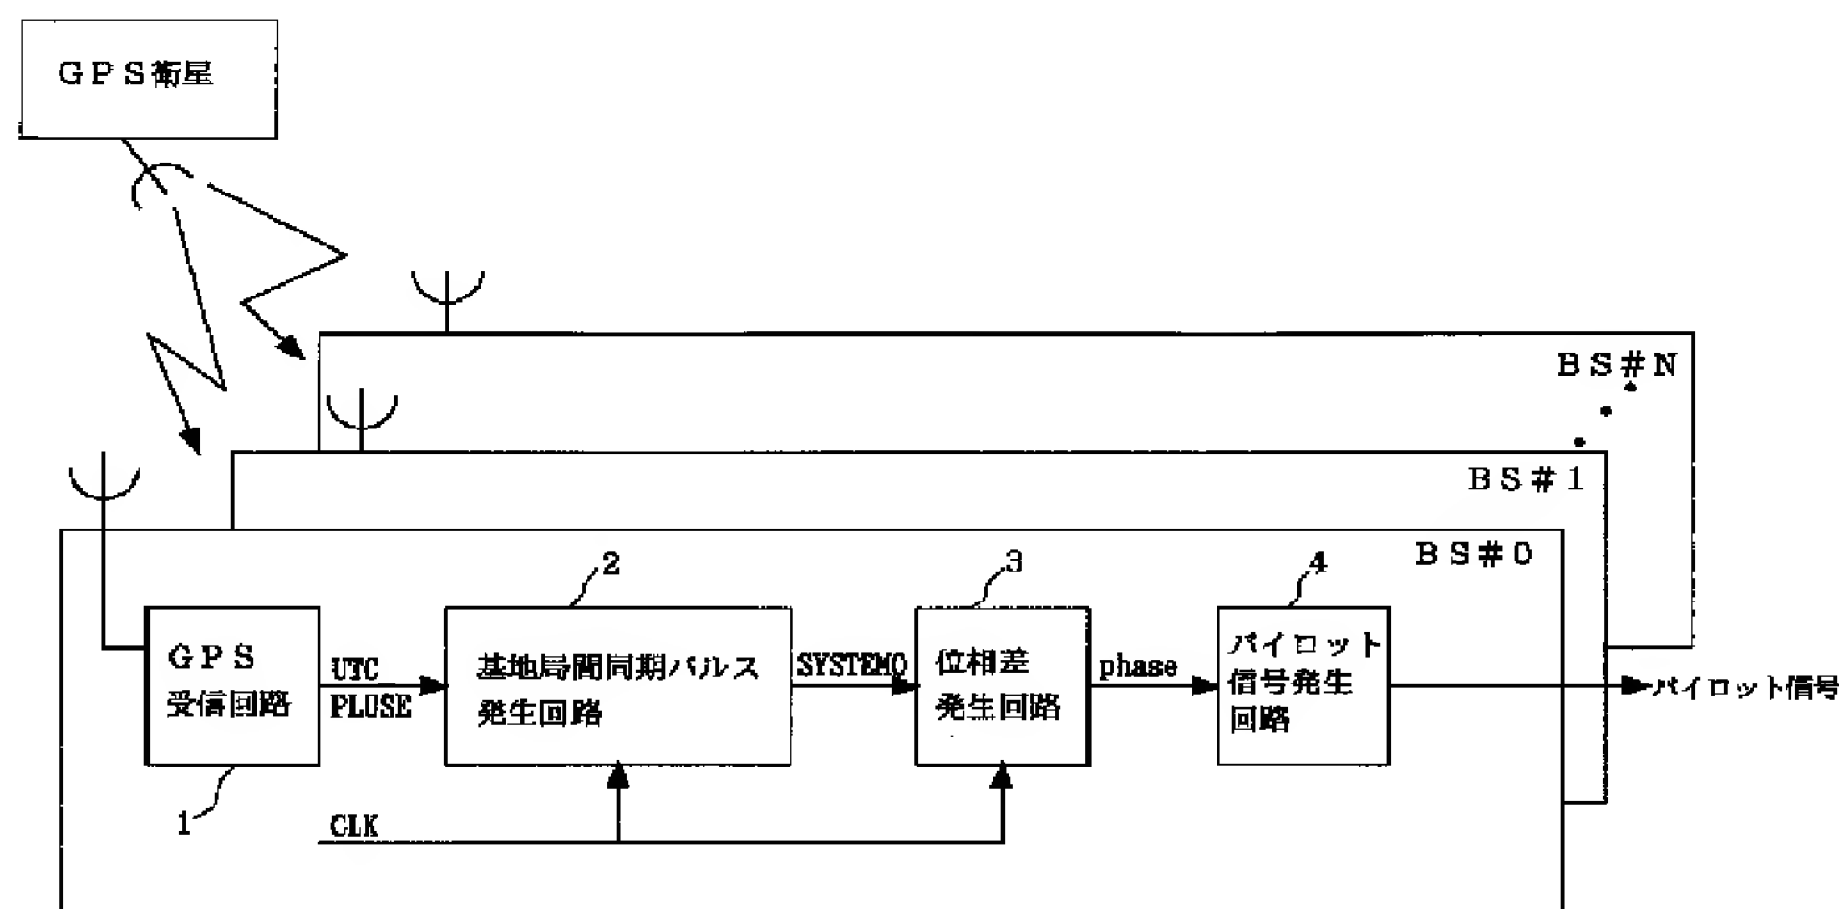 GPS衛星
BS#N
BS#1
BS#0
2
3
4
GPS
受信回路
UTC
PLUSE
基地局間同期パルス
発生回路
SYSTEM0
位相差
発生回路
phase
パイロット
信号発生
回路
パイロット信号
1
CLK